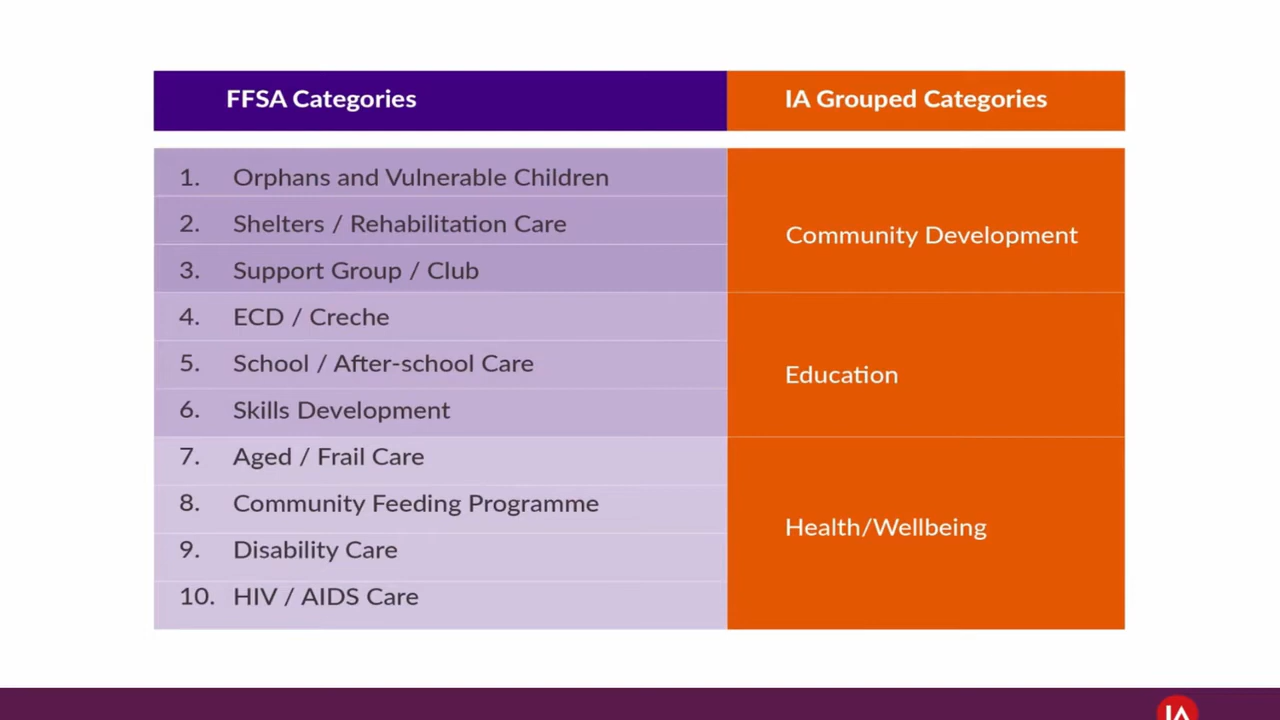 FFSA Categories
IA Grouped Categories
1. Orphans and Vulnerable Children
2. Shelters / Rehabilitation Care
3. Support Group / Club
Community Development
4. ECD / Creche
5. School / After-school Care
6. Skills Development
Education
7. Aged / Frail Care
8. Community Feeding Programme
9. Disability Care
10. HIV / AIDS Care
Health/Wellbeing
IA